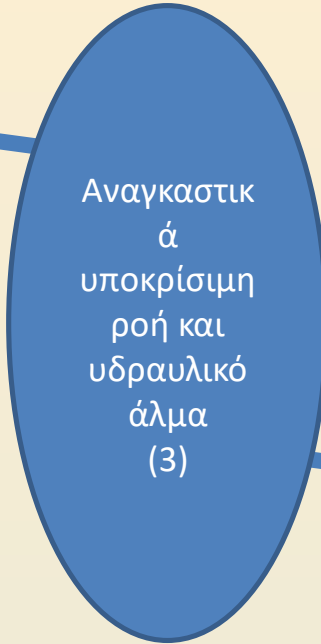 Αναγκαστικ
ά
υποκρίσιμη
ροή και
υδραυλικό
άλμα
(3)